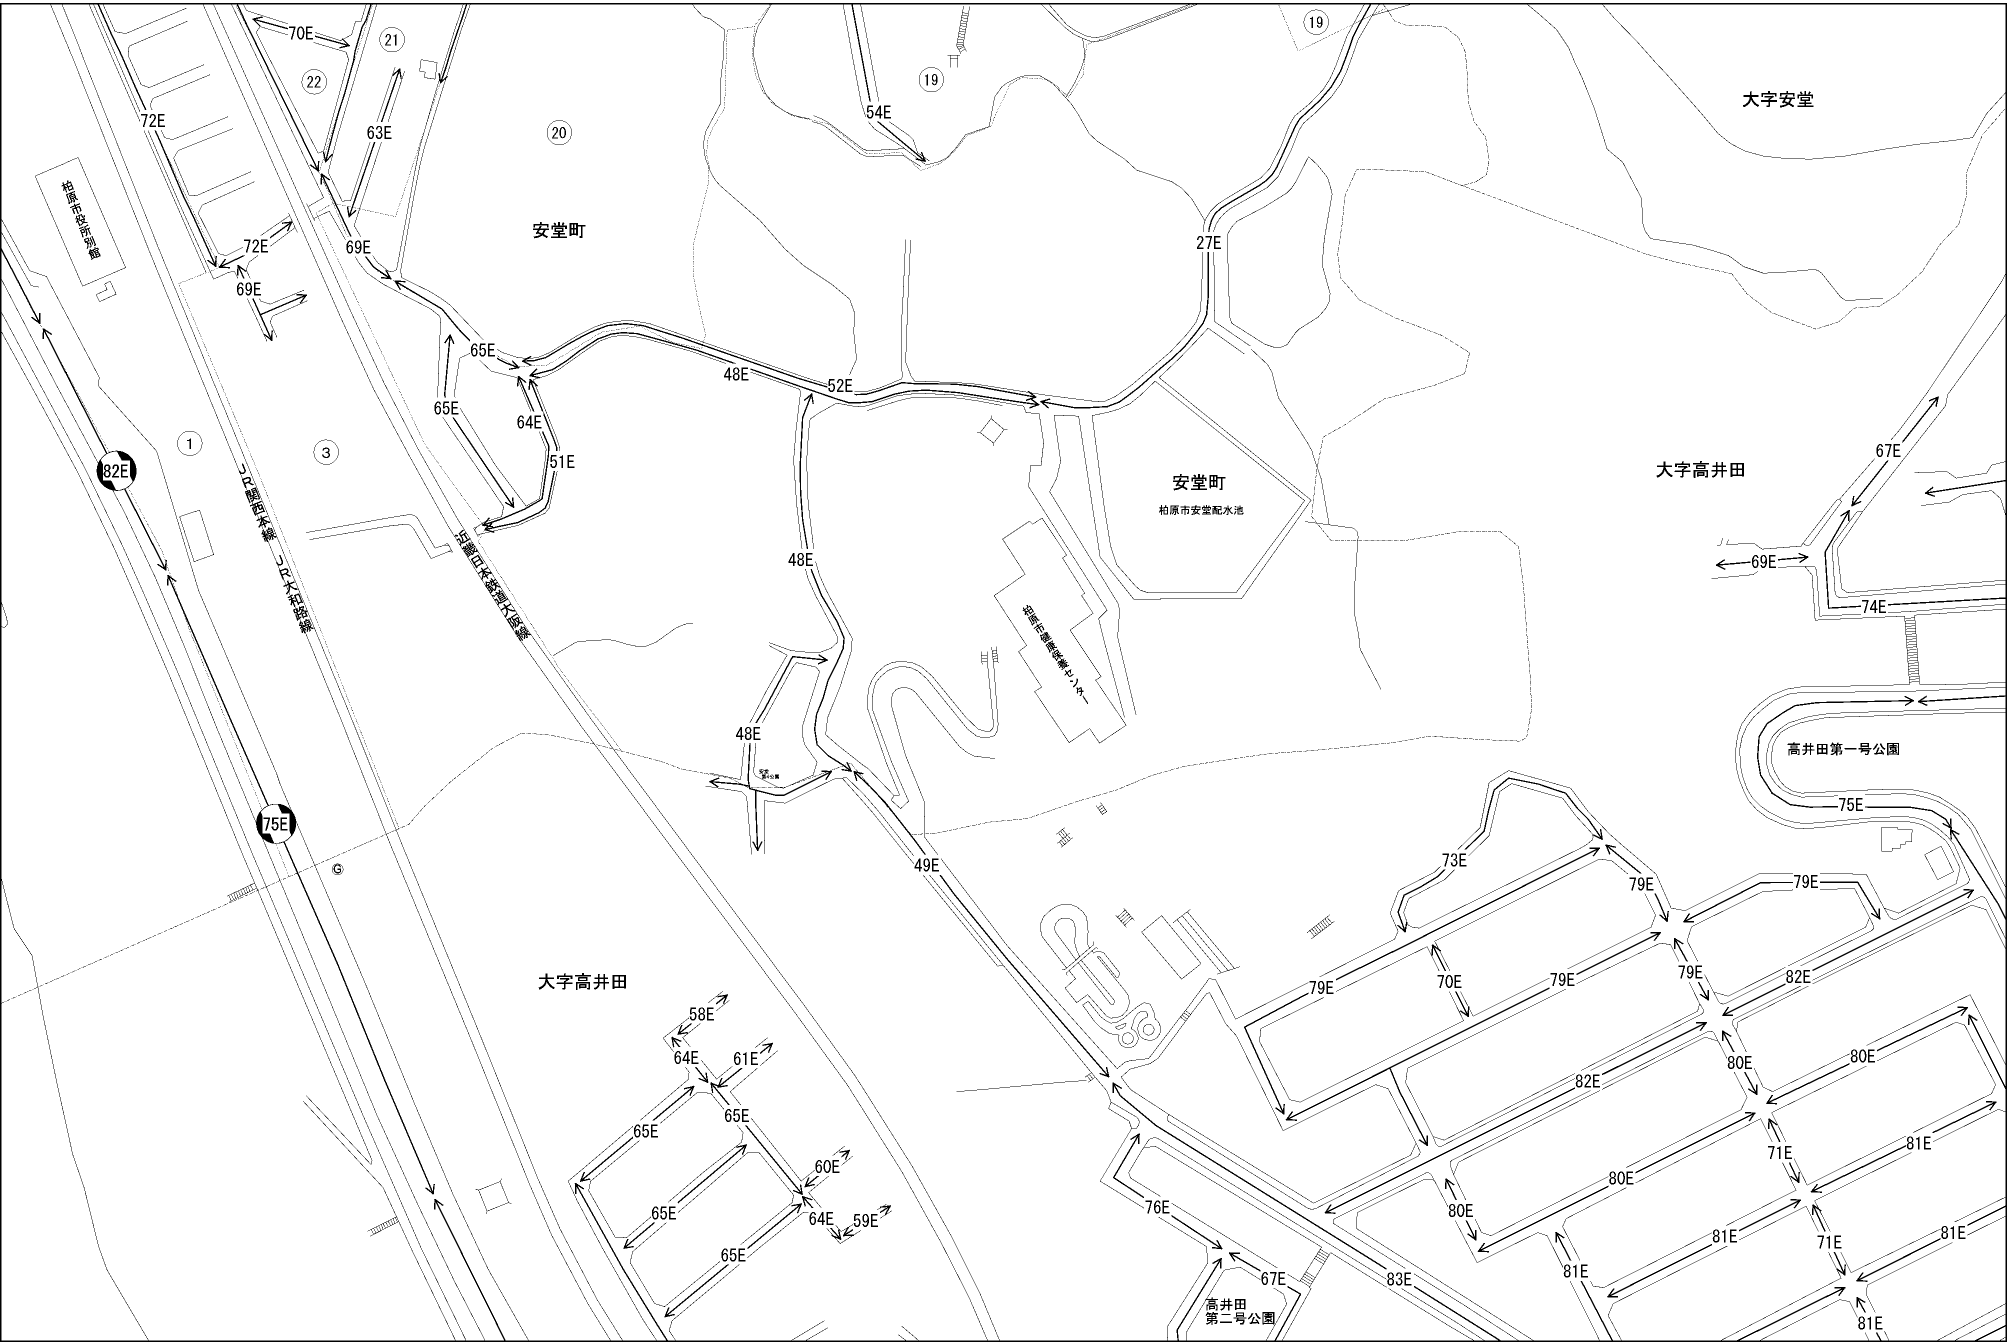 70E
21
19
22
19
大字安堂
54E
72E
63E
20
柏原市役所別館
安堂町
27E
72E
69E
69E
65E
48E
52E
65E
64E
1
3
51E
82E
67E
大字高井田
安堂町
柏原市安堂配水池
JR関西本線
JR大和路線
近畿日本鉄道大阪線
48E
69E
74E
柏原市健康保養センター
48E
高井田第一号公園
75E
75E
49E
73E
G
79E
79E
大字高井田
79E
70E
79E
79E
82E
58E
64E
61E
80E
80E
82E
65E
65E
81E
71E
60E
80E
65E
64E
59E
76E
80E
65E
81E
71E
81E
81E
67E
83E
高井田
第二号公園
81E